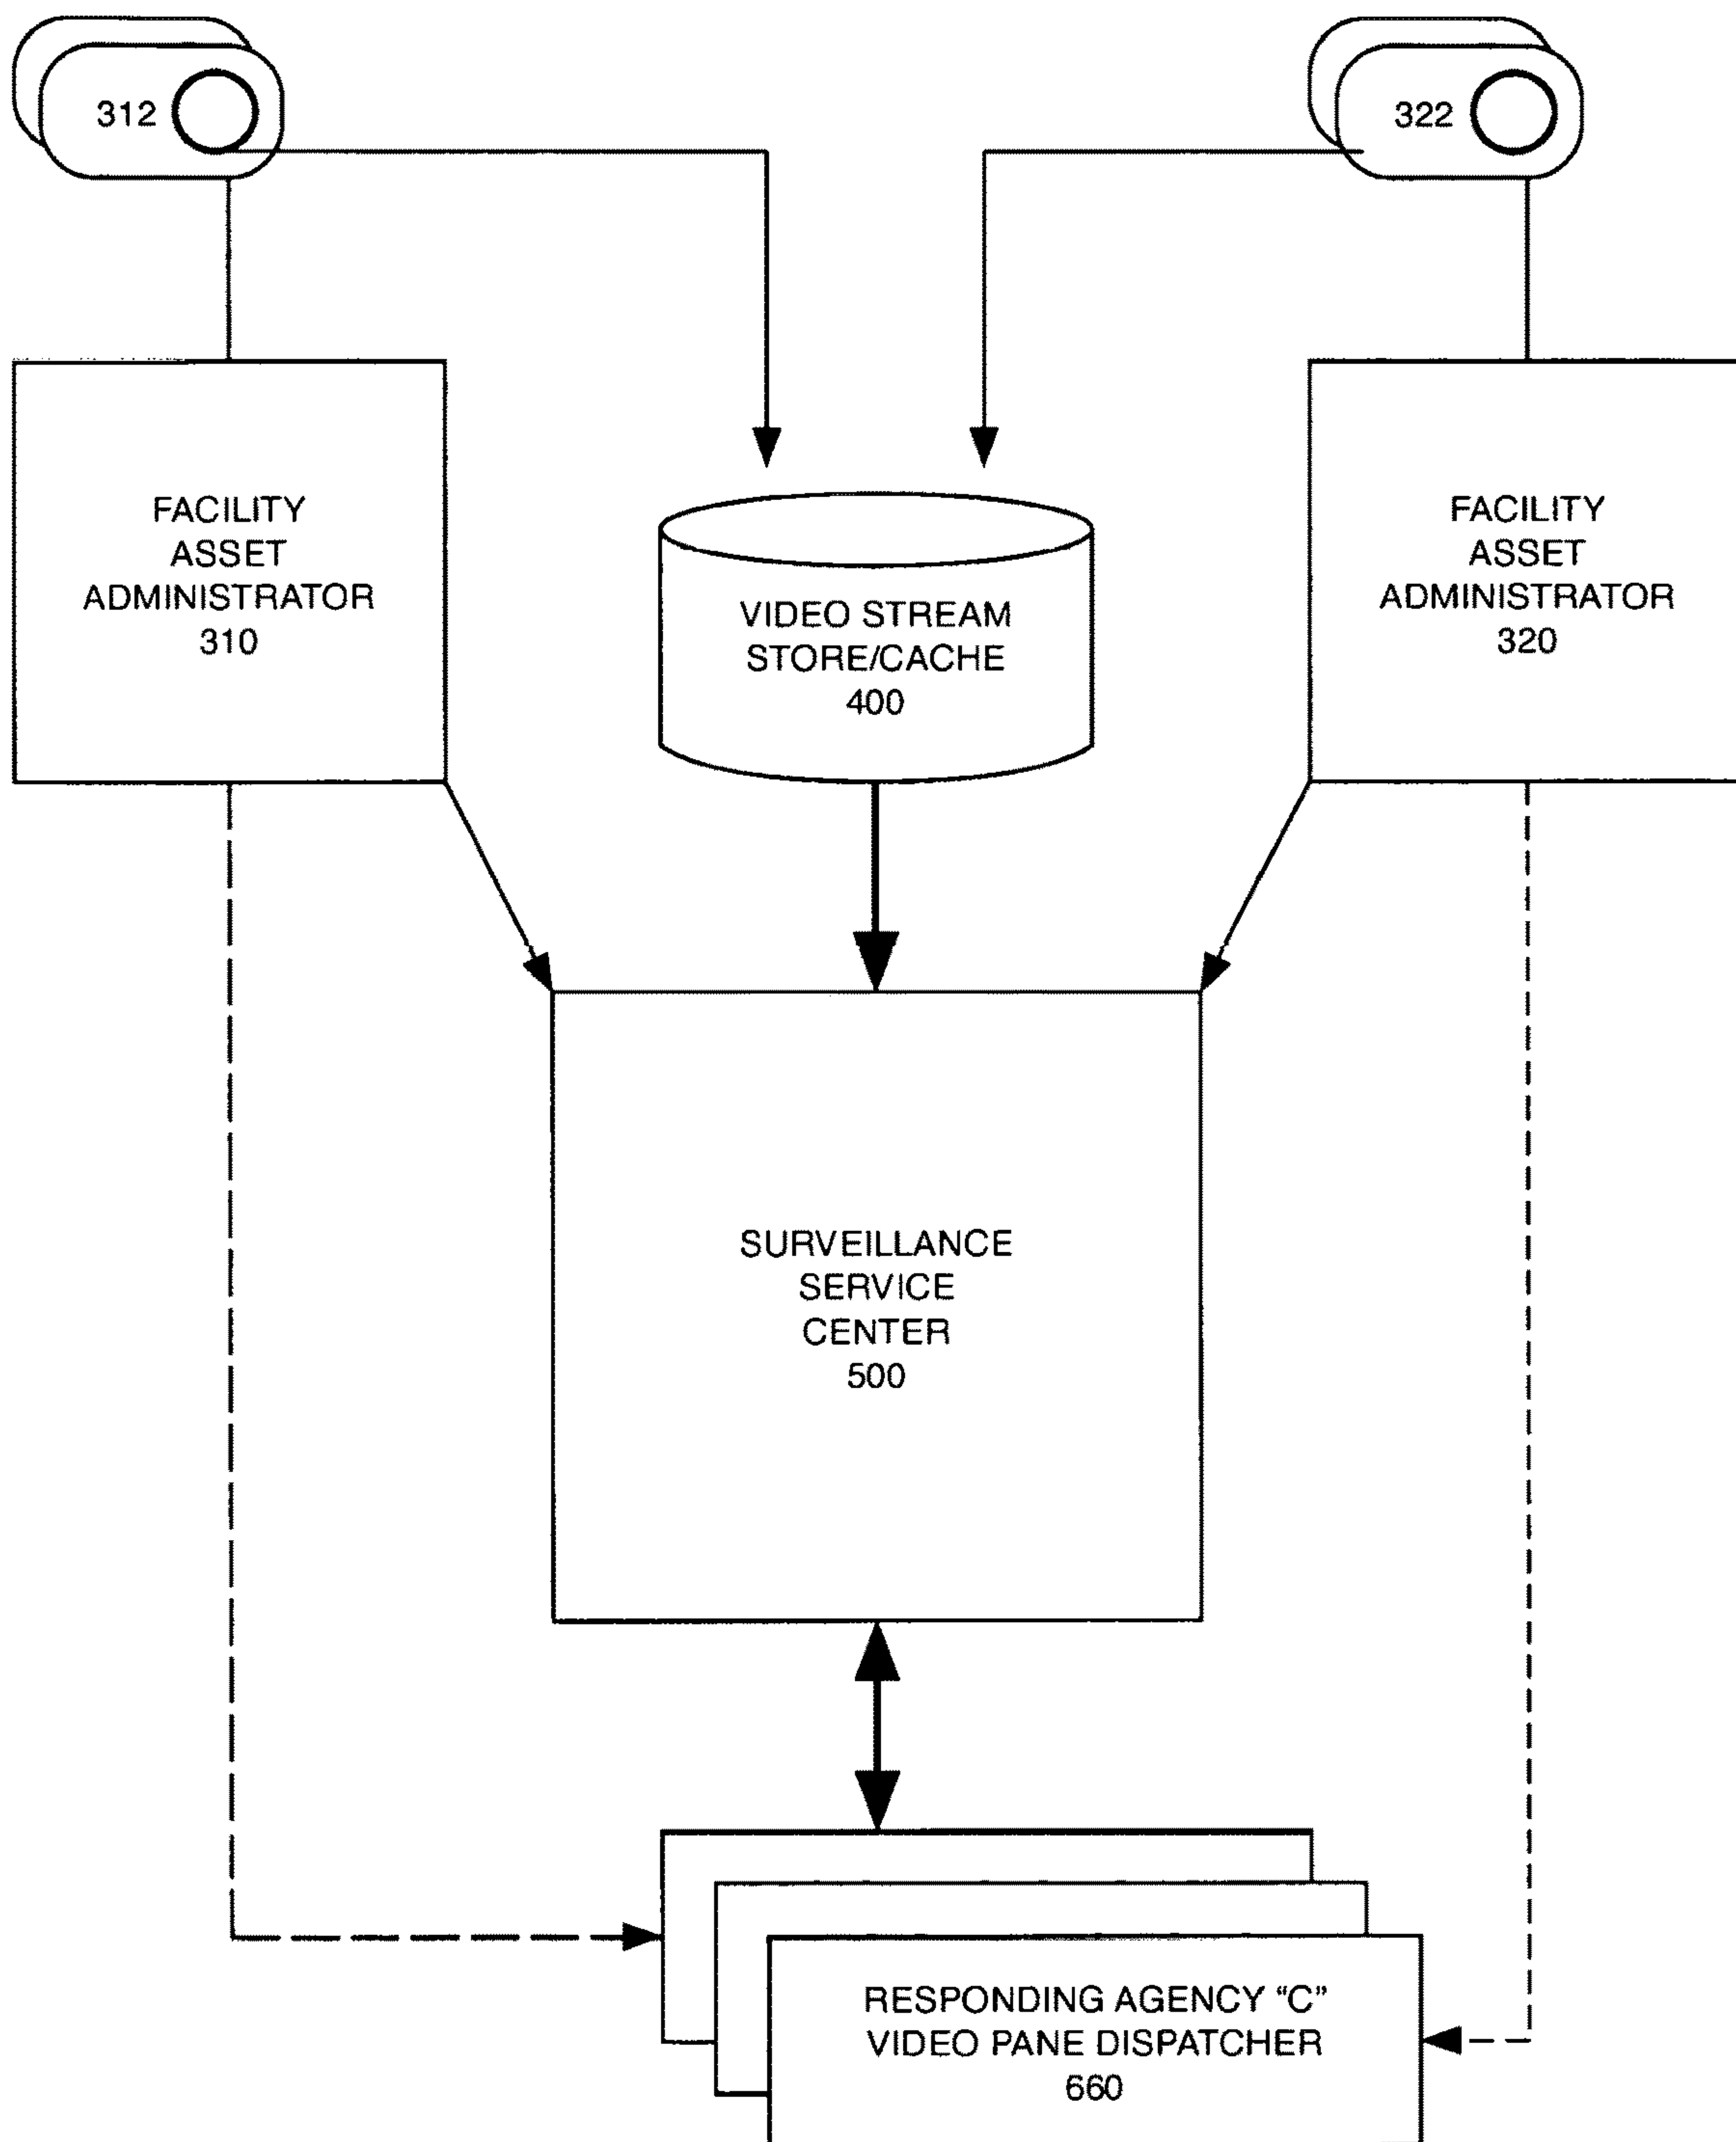 312
322
FACILITY
ASSET
ADMINISTRATOR
310
VIDEO STREAM
STORE/CACHE
400
FACILITY
ASSET
ADMINISTRATOR
320
SURVEILLANCE
SERVICE
CENTER
500
RESPONDING AGENCY “C”
VIDEO PANE DISPATCHER
660